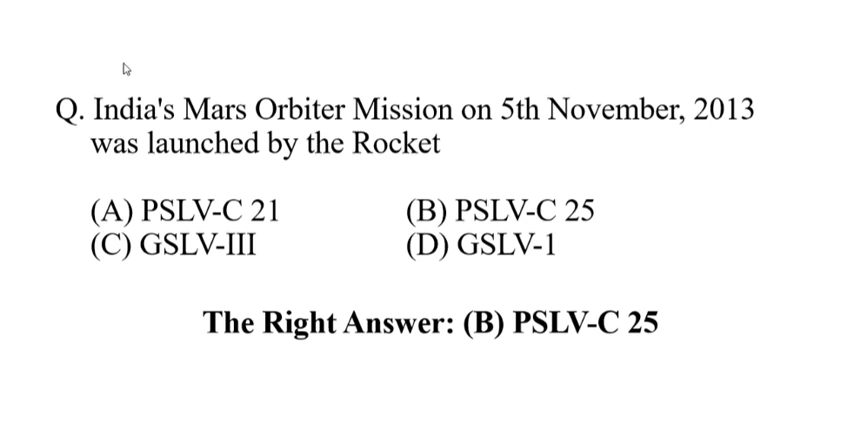 Q. India's Mars Orbiter Mission on 5th November, 2013
was launched by the Rocket
(A) PSLV-C 21 (B) PSLV-C 25
(C) GSLV-III (D) GSLV-1
The Right Answer: (B) PSLV-C 25